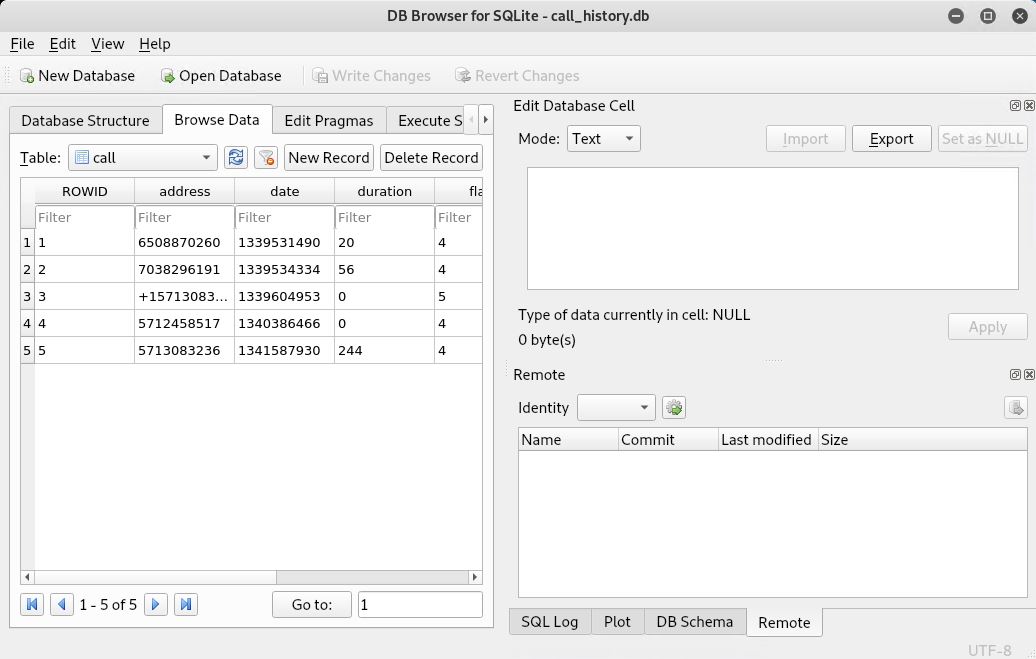 DB Browser for SQLite - call_history.db
File Edit View Help
New Database Open Database Write Changes Revert Changes
Database Structure Browse Data Edit Pragmas Execute S
Table: call New Record Delete Record
ROWID address date duration fla
Filter Filter Filter Filter Filter
1 1 6508870260 1339531490 20 4
2 2 7038296191 1339534334 56 4
3 3 +15713083... 1339604953 0 5
4 4 5712458517 1340386466 0 4
5 5 5713083236 1341587930 244 4
1 - 5 of 5 Go to: 1
Edit Database Cell
Mode: Text Import Export Set as NULL
Type of data currently in cell: NULL
0 byte(s)
Apply
Remote
Identity
Name Commit Last modified Size
SQL Log Plot DB Schema Remote
UTF-8